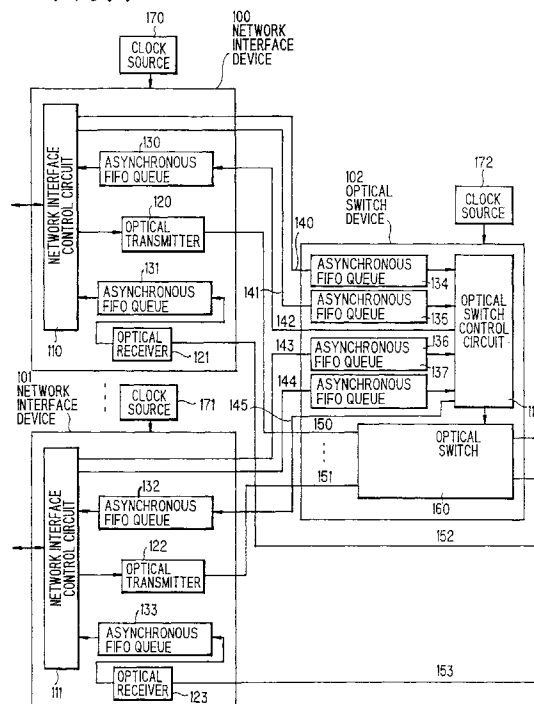 170
CLOCK
SOURCE
100
NETWORK
INTERFACE
DEVICE
NETWORK INTERFACE
CONTROL CIRCUIT
130
ASYNCHRONOUS
FIFO QUEUE
120
OPTICAL
TRANSMITTER
131
ASYNCHRONOUS
FIFO QUEUE
110
OPTICAL
RECEIVER
121
102
OPTICAL
SWITCH
DEVICE
172
CLOCK
SOURCE
140
141
142
143
144
145
ASYNCHRONOUS
FIFO QUEUE
134
ASYNCHRONOUS
FIFO QUEUE
135
ASYNCHRONOUS
FIFO QUEUE
136
137
ASYNCHRONOUS
FIFO QUEUE
OPTICAL
SWITCH
CONTROL
CIRCUIT
150
151
OPTICAL
SWITCH
160
152
153
101
NETWORK
INTERFACE
DEVICE
CLOCK
SOURCE
171
NETWORK INTERFACE
CONTROL CIRCUIT
132
ASYNCHRONOUS
FIFO QUEUE
122
OPTICAL
TRANSMITTER
133
ASYNCHRONOUS
FIFO QUEUE
111
OPTICAL
RECEIVER
123